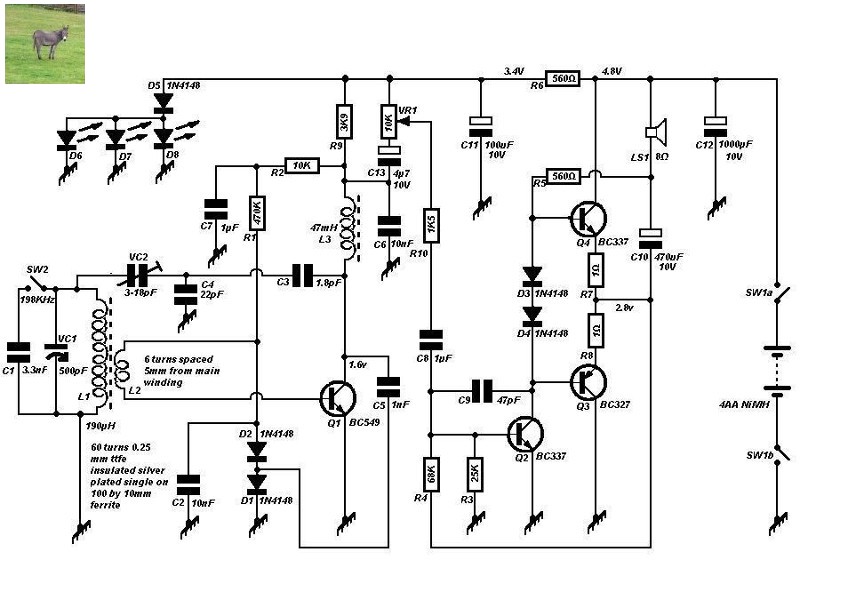 D5 1N4148
D6
D7
D8
3.4V
560Ω
R6
4.8V
3K9
R9
10K
VR1
C13 4µ7
10V
C11 100uF
10V
LS1 8Ω
C12 1000µF
10V
R2
10K
C7 1pF
470K
R1
47mH
L3
C6 10nF
1K5
R10
R5
560Ω
Q4 BC337
C10 470uF
10V
SW2
198KHz
VC2
3-18pF
C4
22pF
C3 1.8pF
1Ω
R7
2.8v
D3 1N4148
D4 1N4148
1Ω
R8
SW1a
C1 3.3nF
VC1
500pF
L1
190µH
L2
6 turns spaced
5mm from main
winding
1.6v
C5 1nF
Q1 BC549
C8 1pF
C9 47pF
Q3 BC327
4AA NiMH
60 turns 0.25
mm ttfe
insulated silver
plated single on
100 by 10mm
ferrite
D2 1N4148
D1 1N4148
C2 10nF
68K
R4
25K
R3
Q2 BC337
SW1b